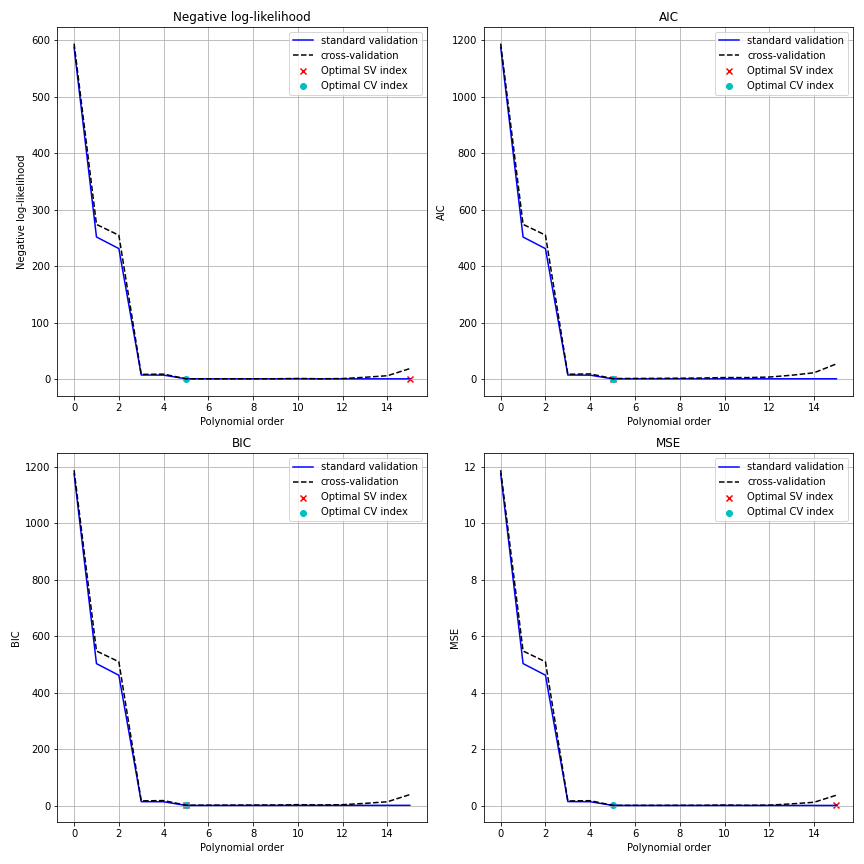 Negative log-likelihood
600
500
400
300
200
100
0
Negative log-likelihood
standard validation
cross-validation
Optimal SV index
Optimal CV index
0 2 4 6 8 10 12 14
Polynomial order
AIC
1200
1000
800
600
400
200
0
AIC
standard validation
cross-validation
Optimal SV index
Optimal CV index
0 2 4 6 8 10 12 14
Polynomial order
BIC
1200
1000
800
600
400
200
0
BIC
standard validation
cross-validation
Optimal SV index
Optimal CV index
0 2 4 6 8 10 12 14
Polynomial order
MSE
12
10
8
6
4
2
0
MSE
standard validation
cross-validation
Optimal SV index
Optimal CV index
0 2 4 6 8 10 12 14
Polynomial order